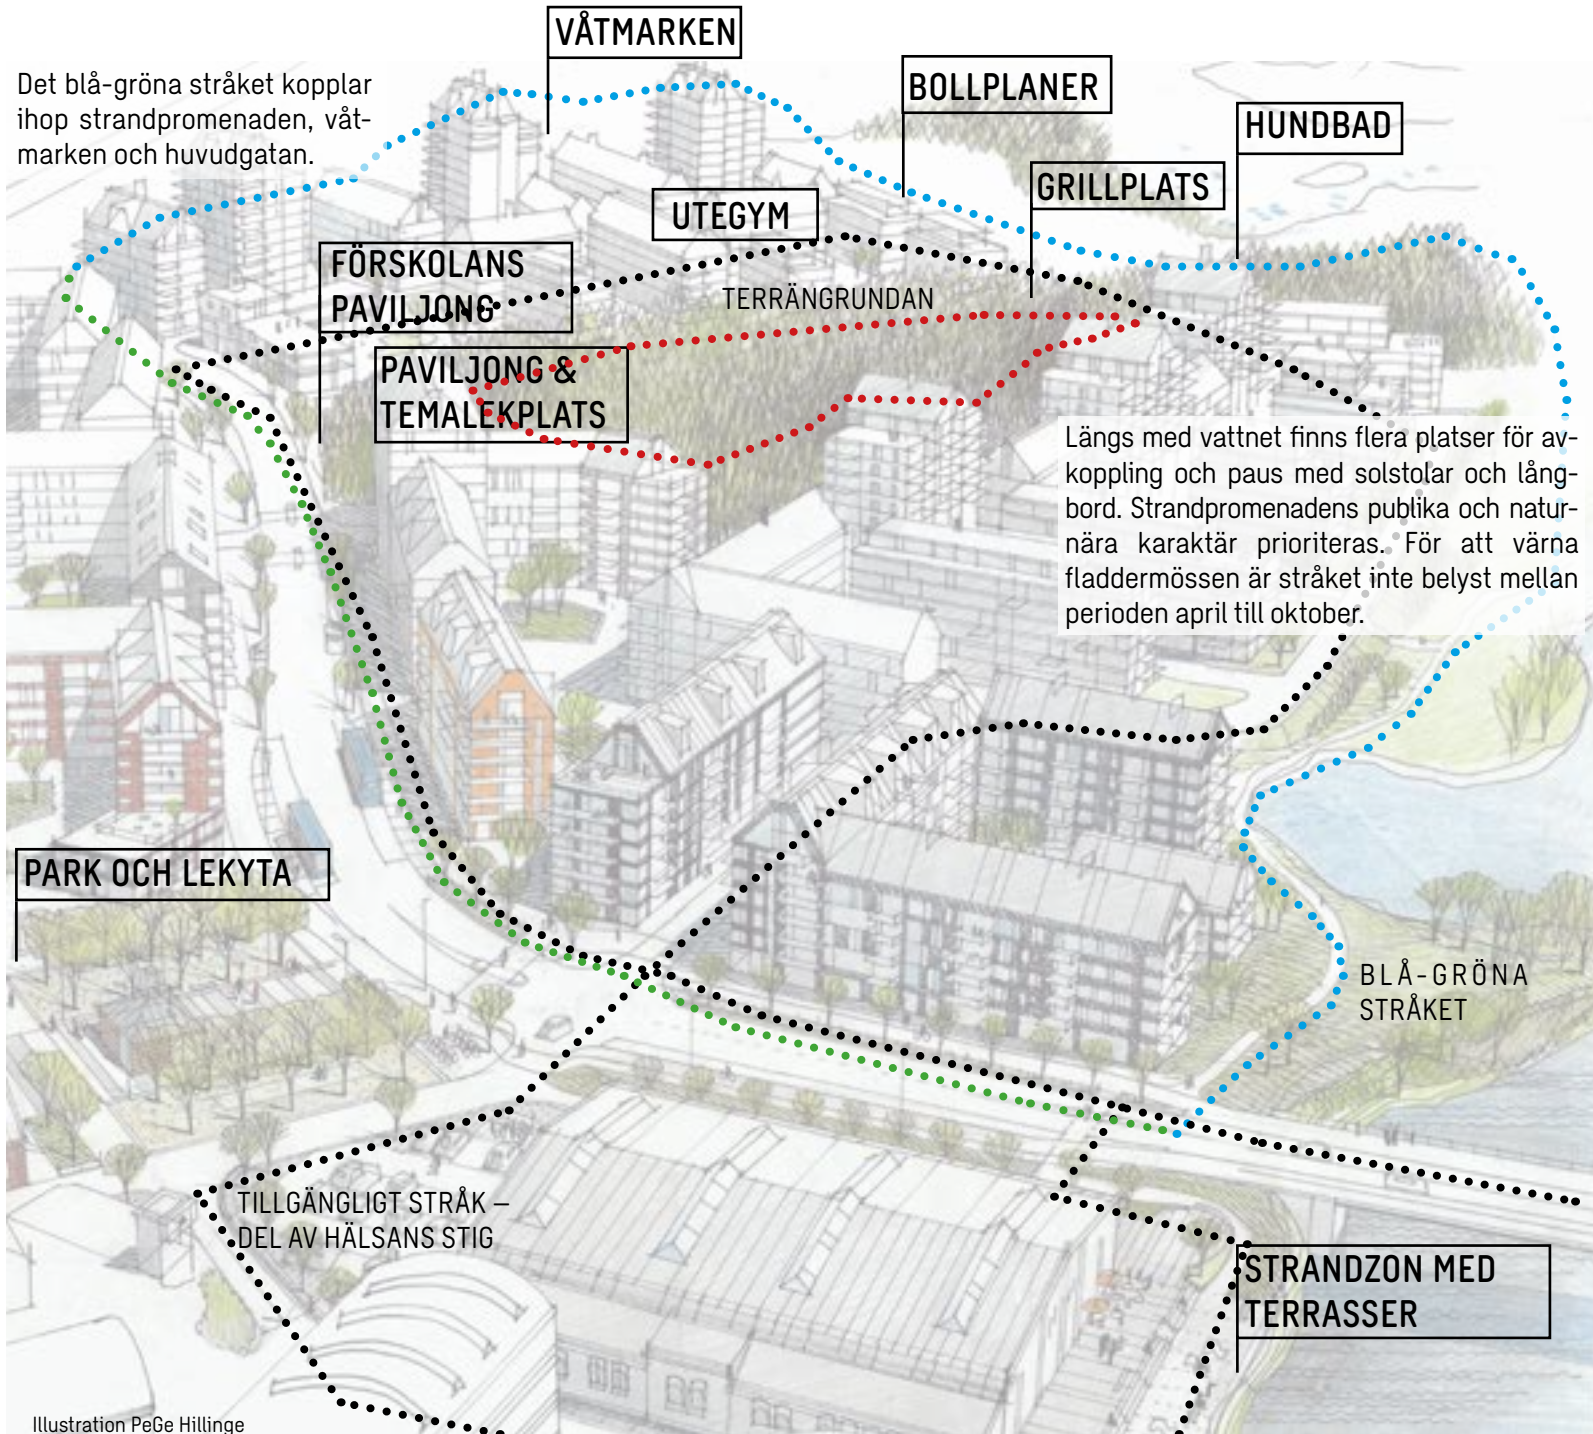 VÅTMARKEN
Det blå-gröna stråket kopplar
ihop strandpromenaden, våt-
marken och huvudgatan.
BOLLPLANER
HUNDBAD
GRILLPLATS
UTEGYM
FÖRSKOLANS
PAVILJONG
TERRÄNGRUNDAN
PAVILJONG &
TEMALEKPLATS
Längs med vattnet finns flera platser för av-
koppling och paus med solstolar och lång-
bord. Strandpromenadens publika och natur-
nära karaktär prioriteras. För att värna
fladdermössen är stråket inte belyst mellan
perioden april till oktober.
PARK OCH LEKYTA
BLÅ-GRÖNA
STRÅKET
TILLGÄNGLIGT STRÅK –
DEL AV HÄLSANS STIG
STRANDZON MED
TERRASSER
Illustration PeGe Hillinge